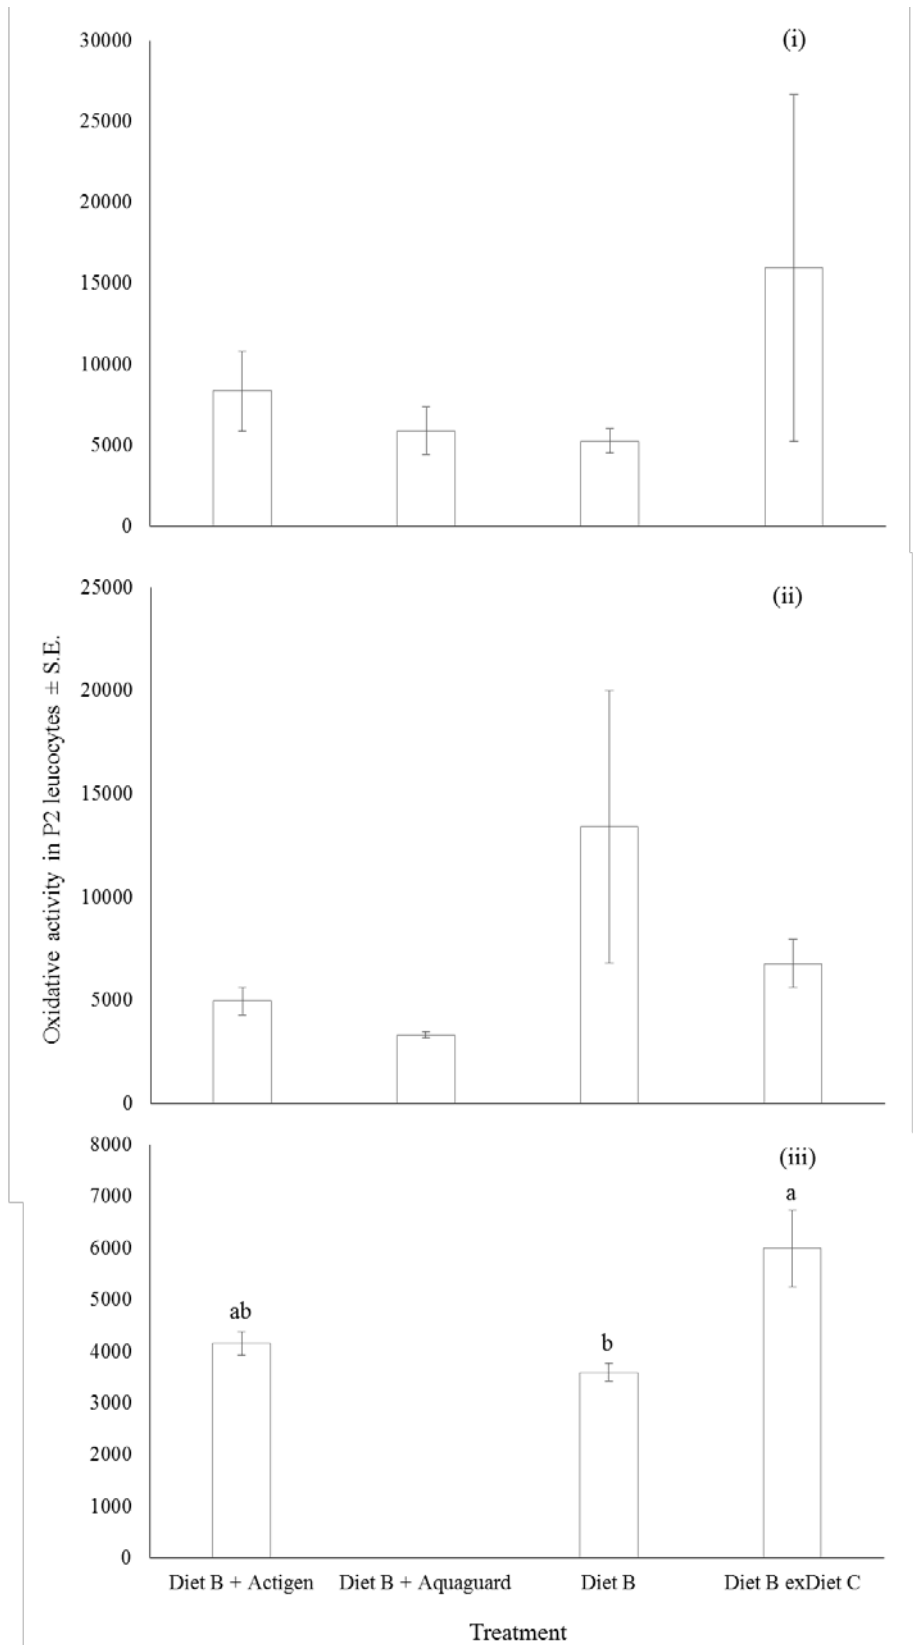 30000
(i)
25000
20000
15000
10000
5000
0
25000
(ii)
20000
15000
10000
5000
0
Oxidative activity in P2 leucocytes ± S.E.
8000
(iii)
7000
a
6000
5000
ab
4000
b
3000
2000
1000
0
Diet B + Actigen Diet B + Aquaguard Diet B Diet B exDiet C
Treatment